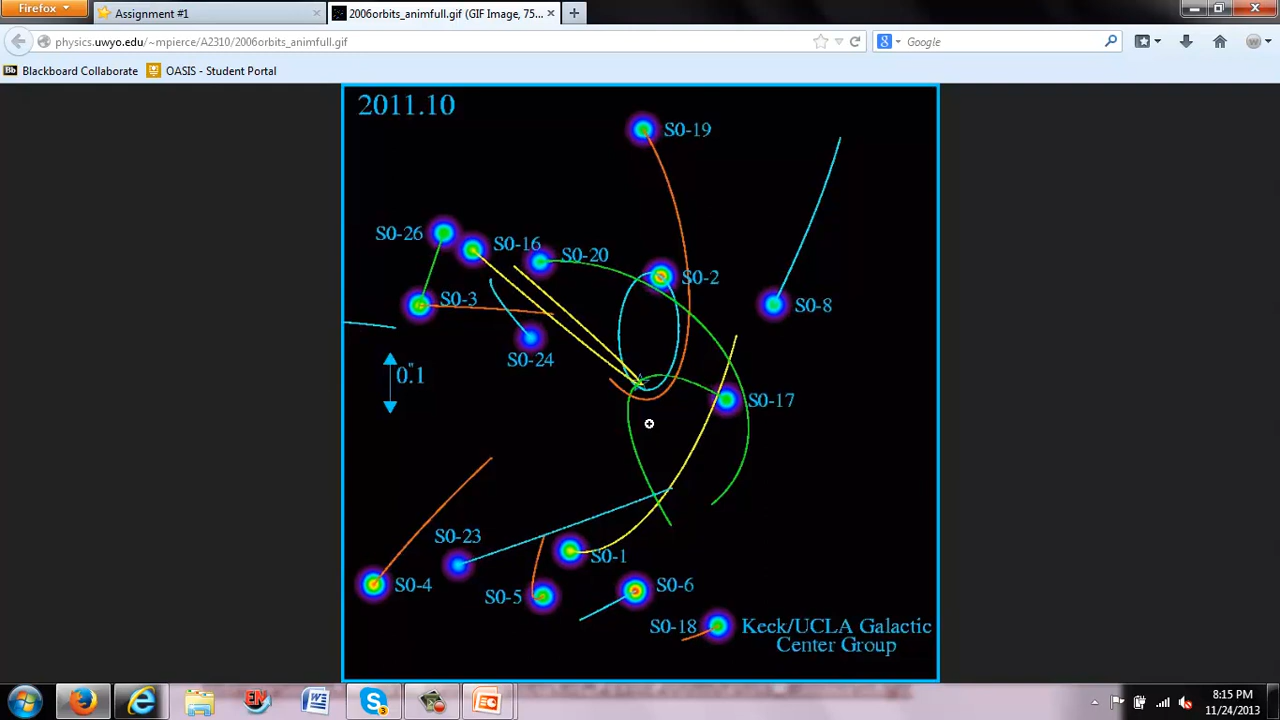 Firefox
Assignment #1
2006orbits_animfull.gif (GIF Image, 75...
physics.uwyo.edu/~mpierce/A2310/2006orbits_animfull.gif
Google
Blackboard Collaborate
OASIS - Student Portal
2011.10
S0-19
S0-26
S0-16
S0-20
S0-2
S0-3
S0-8
S0-24
0."1
S0-17
S0-23
S0-1
S0-4
S0-5
S0-6
S0-18
Keck/UCLA Galactic
Center Group
8:15 PM
11/24/2013